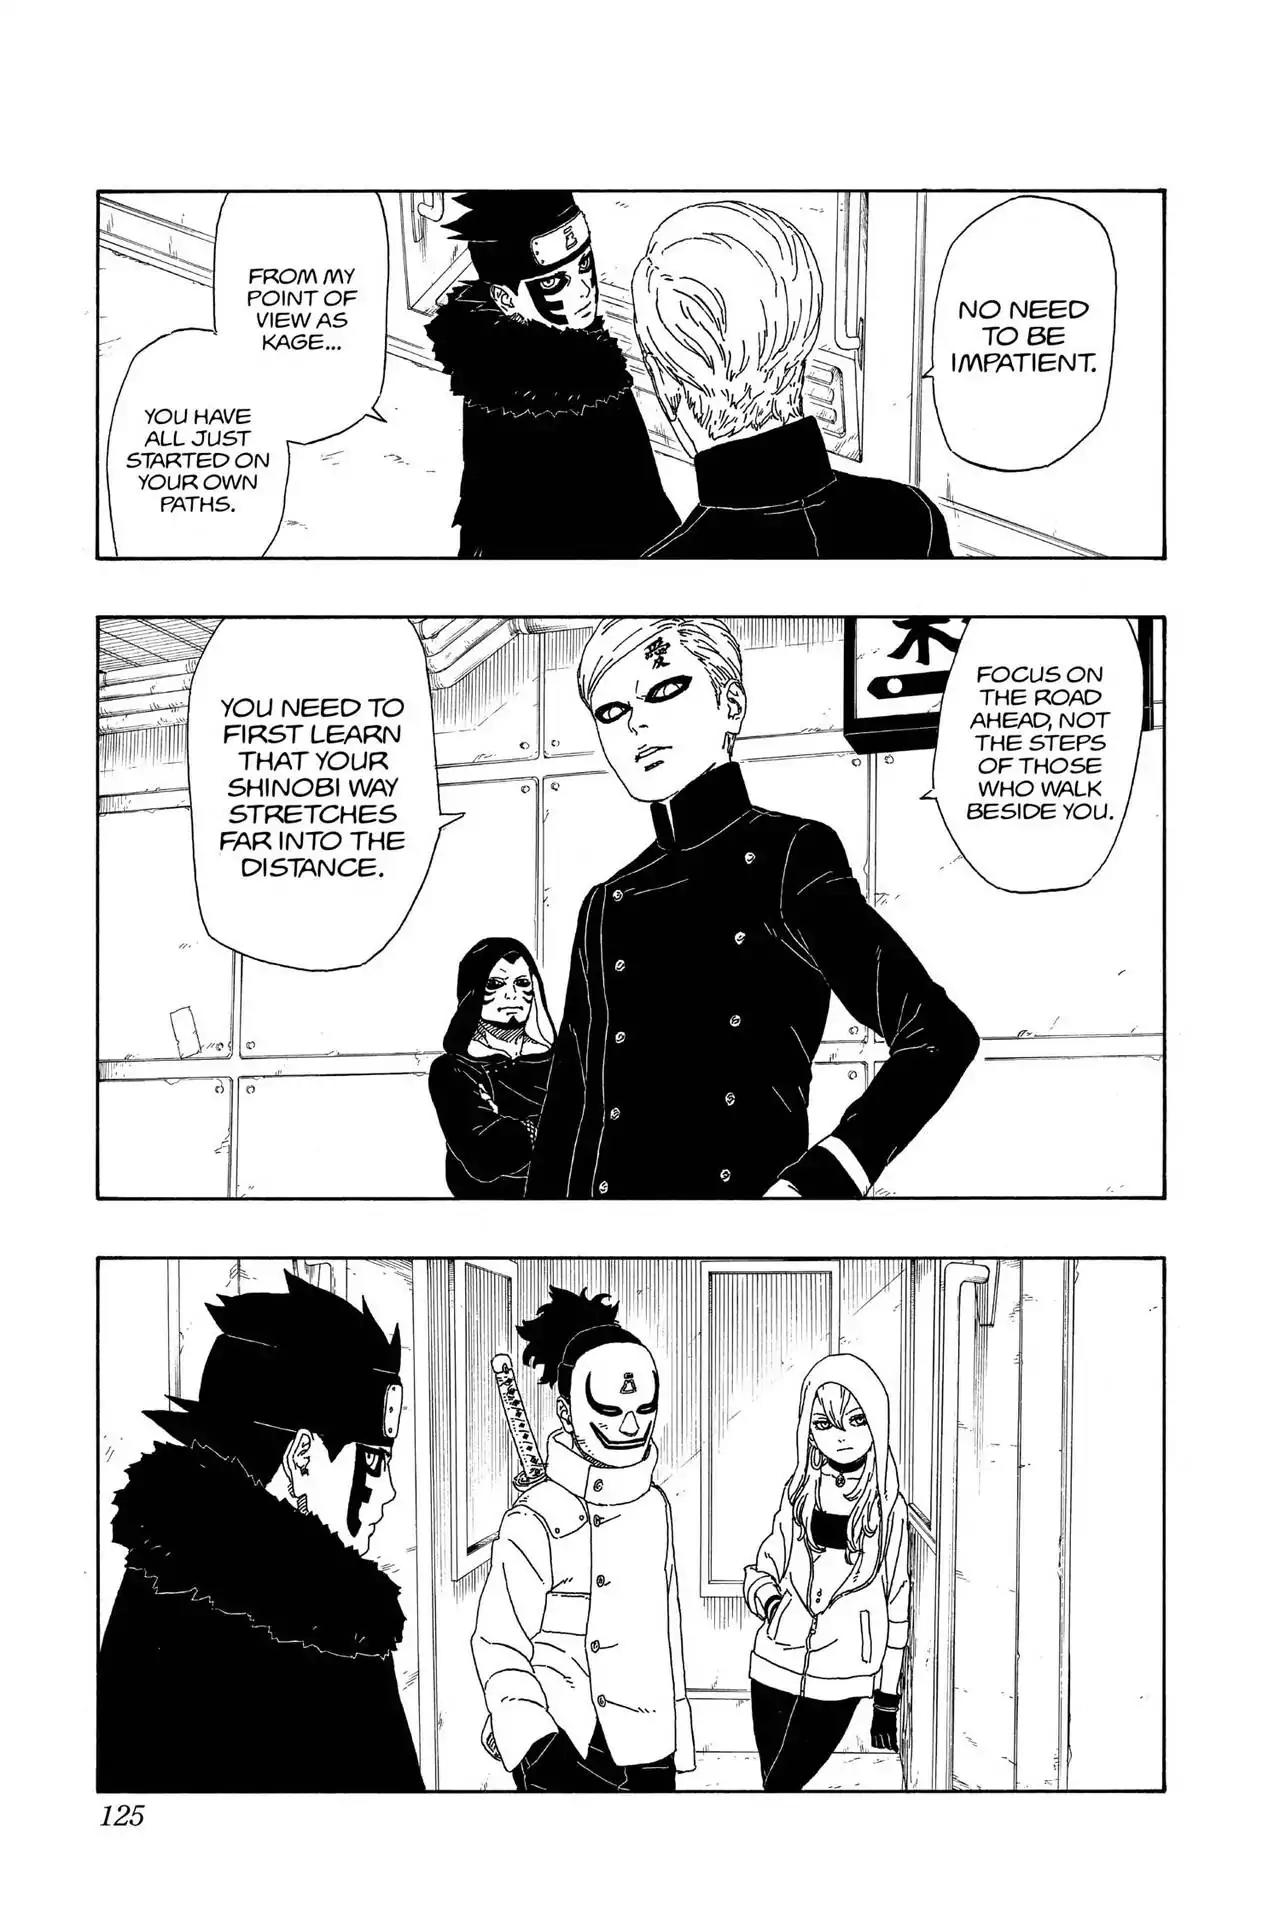 NO NEED
TO BE
IMPATIENT.
FROM MY
POINT OF
VIEW AS
KAGE...
YOU HAVE
ALL JUST
STARTED ON
YOUR OWN
PATHS.
愛
FOCUS ON
THE ROAD
AHEAD, NOT
THE STEPS
OF THOSE
WHO WALK
BESIDE YOU.
YOU NEED TO
FIRST LEARN
THAT YOUR
SHINOBI WAY
STRETCHES
FAR INTO THE
DISTANCE.
125